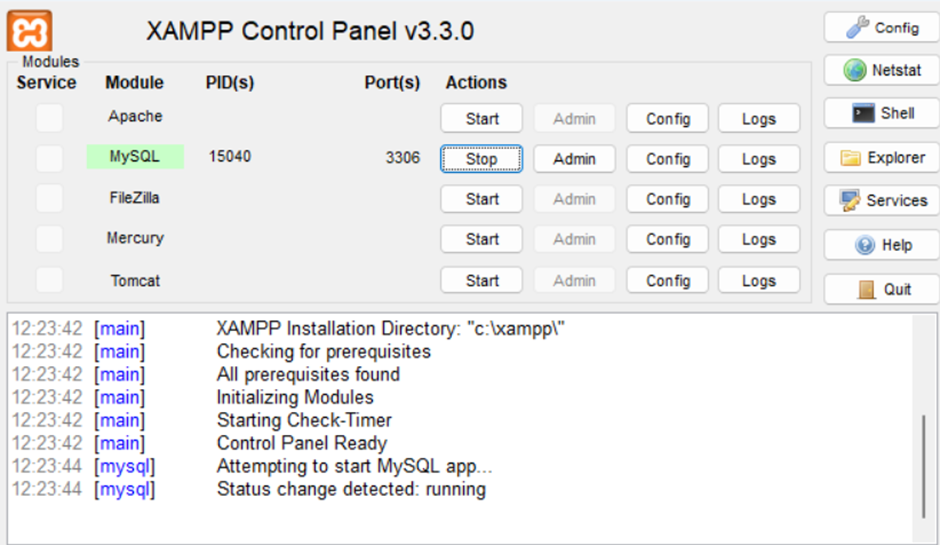 XAMPP Control Panel v3.3.0
Modules
Service Module PID(s) Port(s) Actions
Apache Start Admin Config Logs
MySQL 15040 3306 Stop Admin Config Logs
FileZilla Start Admin Config Logs
Mercury Start Admin Config Logs
Tomcat Start Admin Config Logs
Config
Netstat
Shell
Explorer
Services
Help
Quit
12:23:42 [main] XAMPP Installation Directory: "c:\xampp\"
12:23:42 [main] Checking for prerequisites
12:23:42 [main] All prerequisites found
12:23:42 [main] Initializing Modules
12:23:42 [main] Starting Check-Timer
12:23:42 [main] Control Panel Ready
12:23:44 [mysql] Attempting to start MySQL app...
12:23:44 [mysql] Status change detected: running